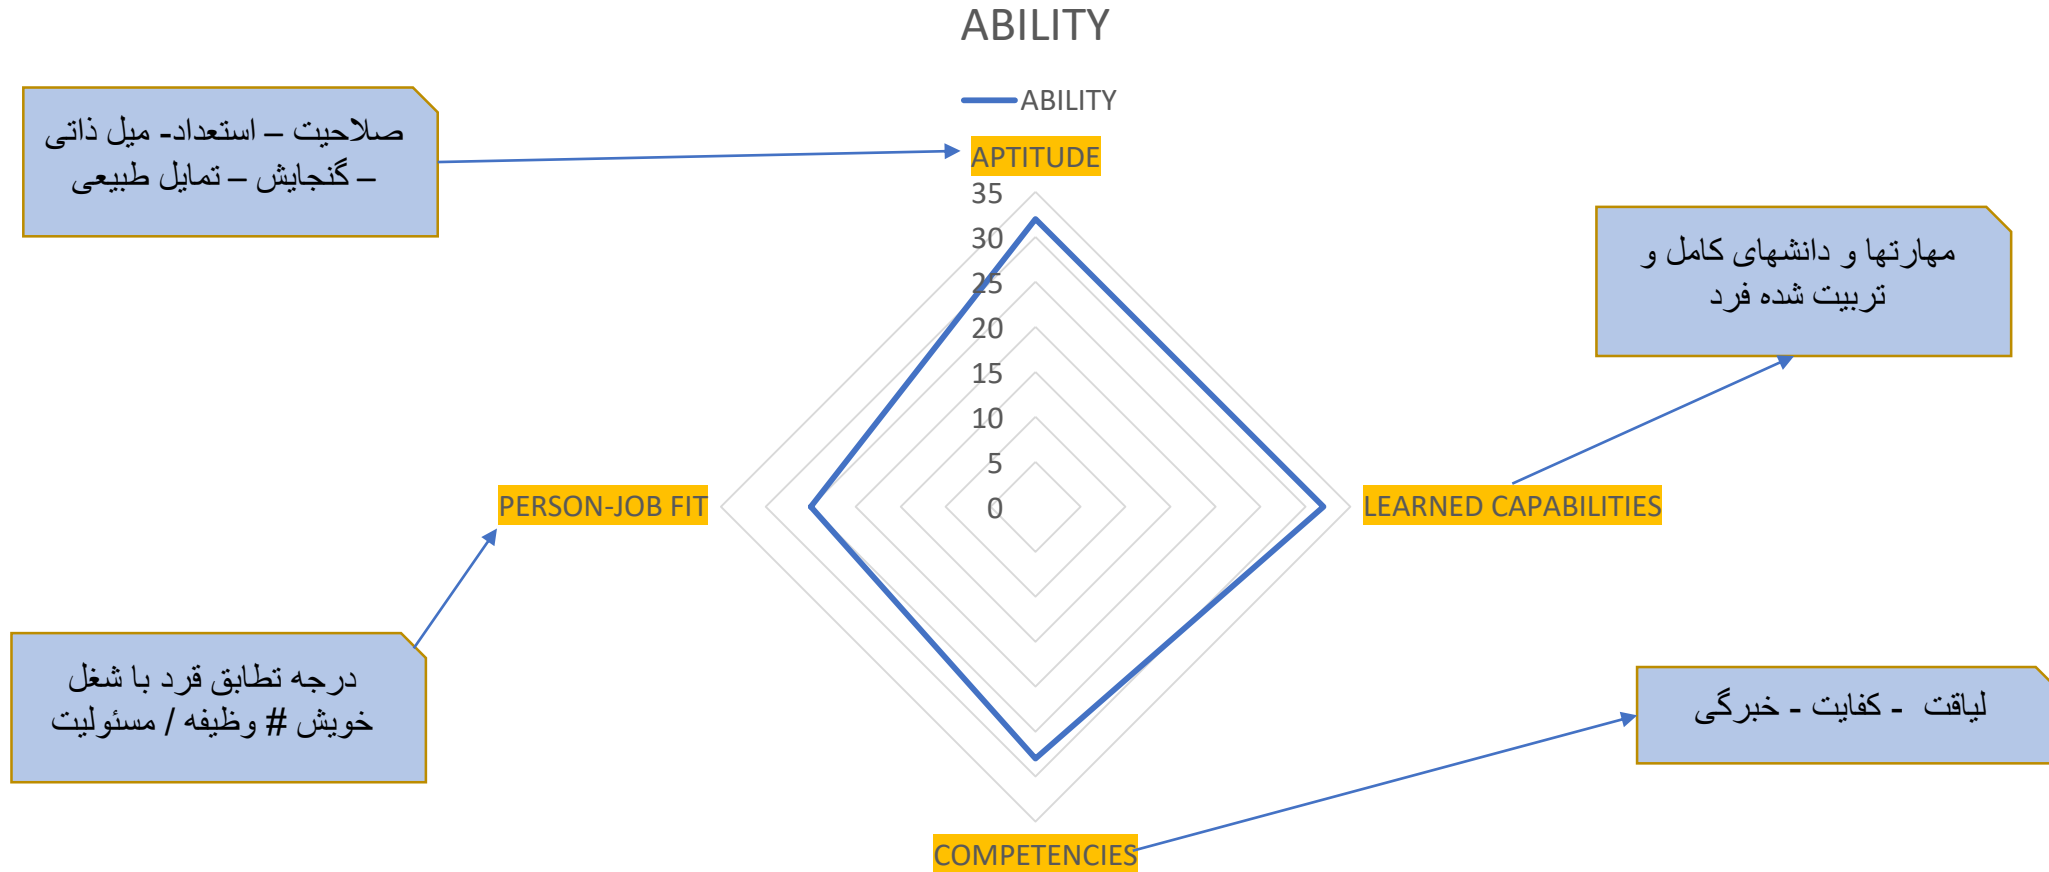 ABILITY
ABILITY
صلاحیت – استعداد- میل ذاتی
– گنجایش – تمایل طبیعی
APTITUDE
35
30
25
20
15
10
5
0
مهارتها و دانشهای کامل و
تربیت شده فرد
PERSON-JOB FIT
LEARNED CAPABILITIES
درجه تطابق قرد با شغل
خویش # وظیفه / مسئولیت
لیاقت - کفایت - خبرگی
COMPETENCIES